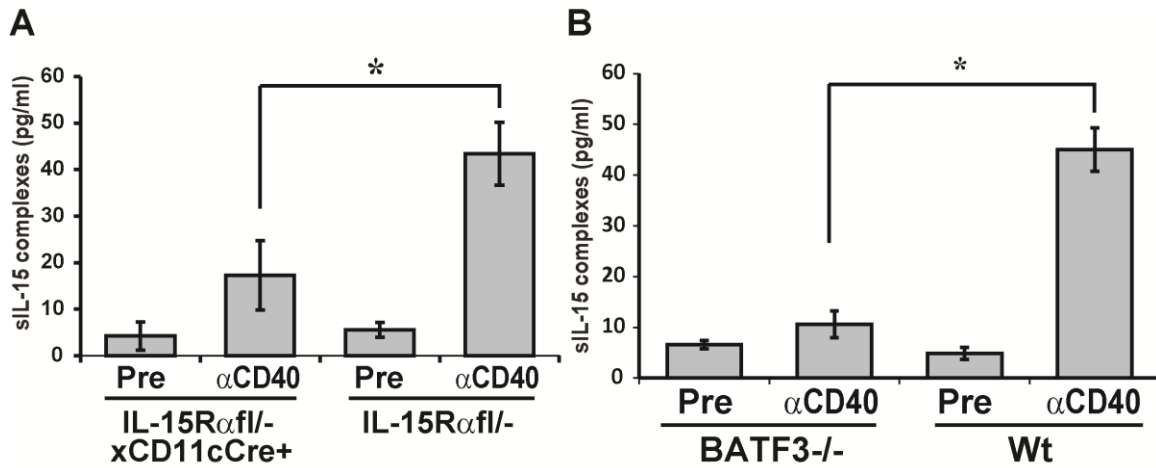 A
sIL-15 complexes (pg/ml)
60
50
40
30
20
10
0
*
Pre αCD40 Pre αCD40
IL-15Rαfl/- IL-15Rαfl/-
xCD11cCre+
B
sIL-15 complexes (pg/ml)
60
50
40
30
20
10
0
*
Pre αCD40 Pre αCD40
BATF3-/- Wt